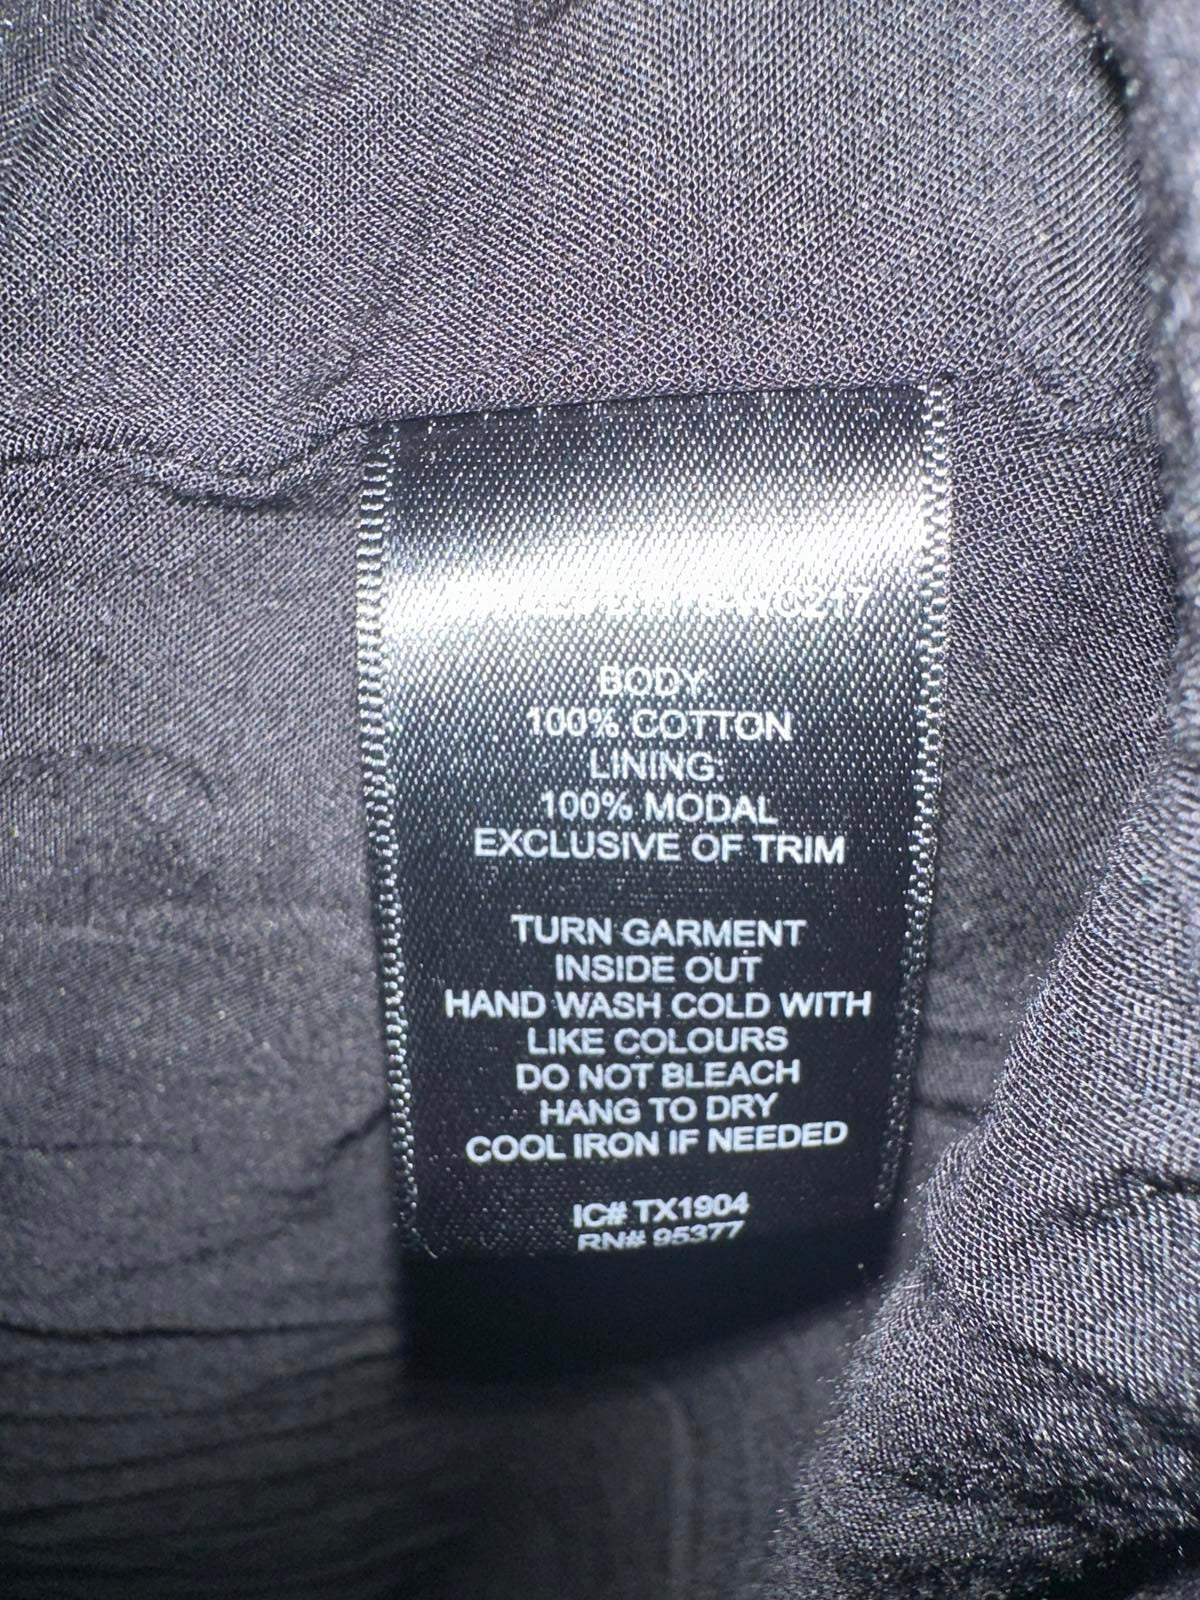 BODY:
100% COTTON
LINING:
100% MODAL
EXCLUSIVE OF TRIM
TURN GARMENT
INSIDE OUT
HAND WASH COLD WITH
LIKE COLOURS
DO NOT BLEACH
HANG TO DRY
COOL IRON IF NEEDED
IC# TX1904
RN# 95377